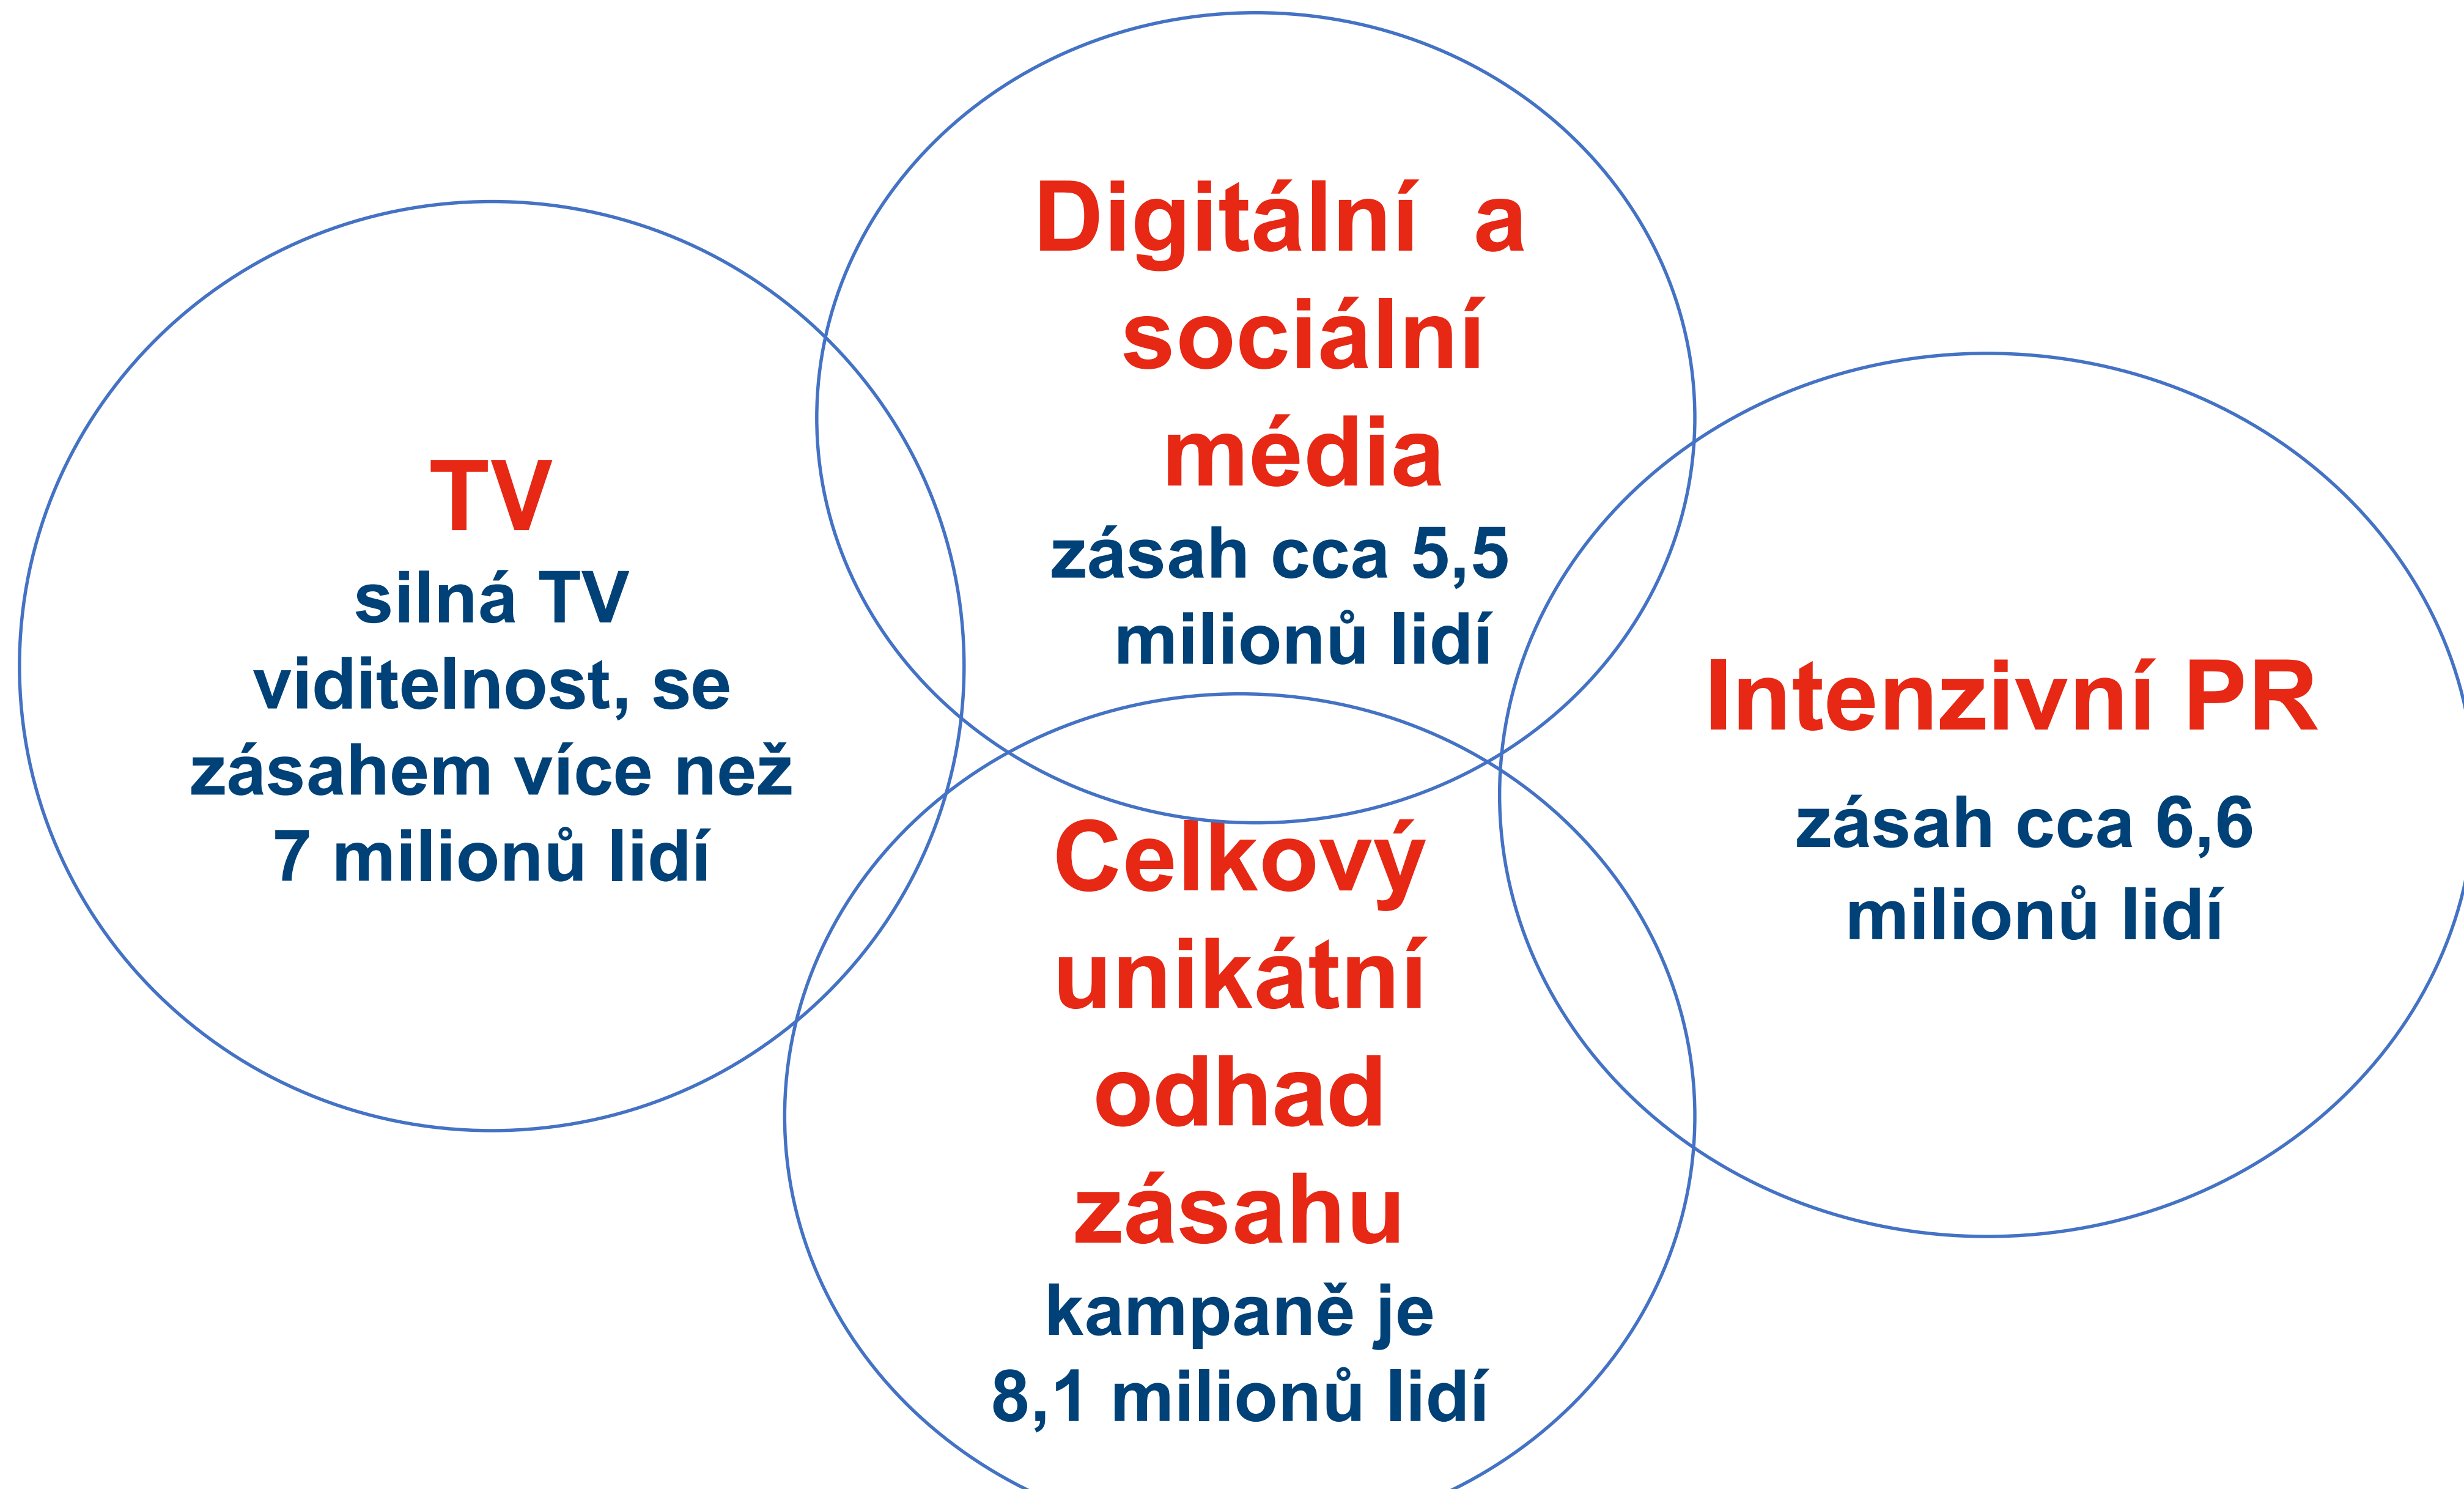 TV
silná TV
viditelnost, se
zásahem více než
7 milionů lidí
Digitální a
sociální
média
zásah cca 5,5
milionů lidí
Intenzivní PR
zásah cca 6,6
milionů lidí
Celkový
unikátní
odhad
zásahu
kampaně je
8,1 milionů lidí